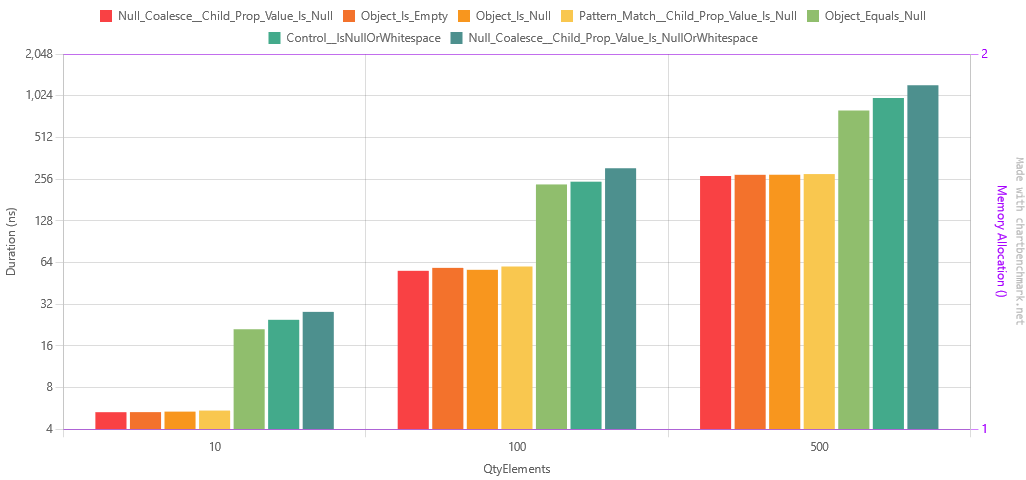 Null_Coalesce__Child_Prop_Value_Is_Null Object_Is_Empty Object_Is_Null Pattern_Match__Child_Prop_Value_Is_Null Object_Equals_Null
Control__IsNullOrWhitespace Null_Coalesce__Child_Prop_Value_Is_NullOrWhitespace
2,048
1,024
512
256
128
64
32
16
8
4
Duration (ns)
10 100 500
QtyElements
2
1
Memory Allocation ()
Made with chartbenchmark.net